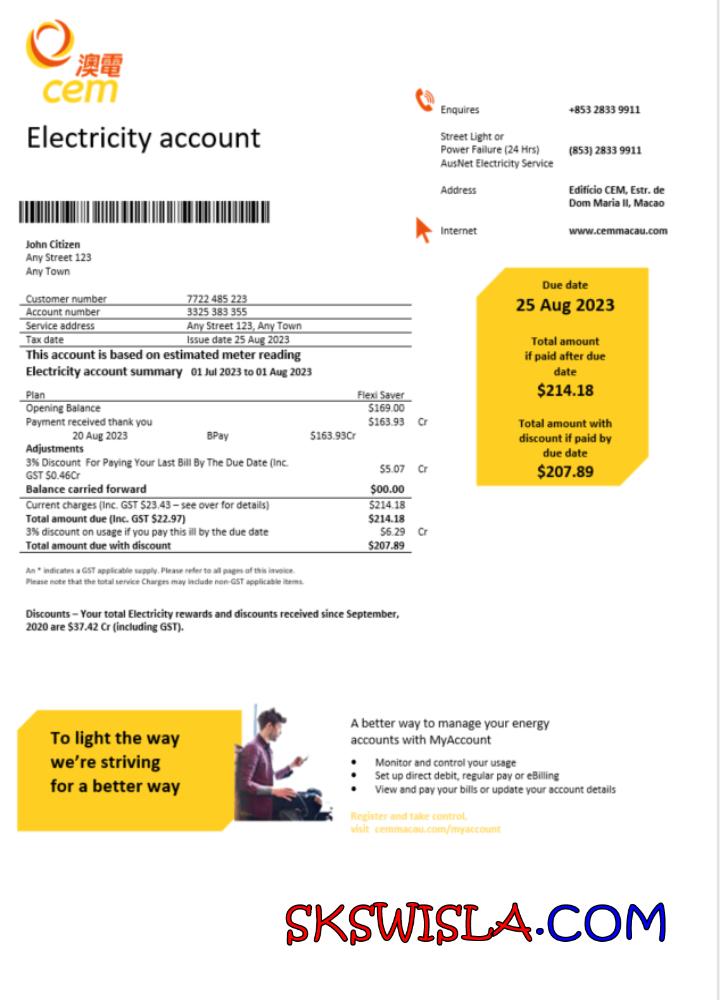 澳電
cem
Electricity account
Enquires +853 2833 9911
Street Light or
Power Failure (24 Hrs) (853) 2833 9911
AusNet Electricity Service
Address Edifício CEM, Estr. de
Dom Maria II, Macao
Internet www.cemmacau.com
John Citizen
Any Street 123
Any Town
Customer number 7722 485 223
Account number 3325 383 355
Service address Any Street 123, Any Town
Tax date Issue date 25 Aug 2023
This account is based on estimated meter reading
Electricity account summary 01 Jul 2023 to 01 Aug 2023
Plan Flexi Saver
Opening Balance $169.00
Payment received thank you $163.93 Cr
20 Aug 2023 BPay $163.93Cr
Adjustments
3% Discount For Paying Your Last Bill By The Due Date (Inc.
GST $0.46Cr $5.07 Cr
Balance carried forward $00.00
Current charges (Inc. GST $23.43 – see over for details) $214.18
Total amount due (Inc. GST $22.97) $214.18
3% discount on usage if you pay this ill by the due date $6.29 Cr
Total amount due with discount $207.89
Due date
25 Aug 2023
Total amount
if paid after due
date
$214.18
Total amount with
discount if paid by
due date
$207.89
An * indicates a GST applicable supply. Please refer to all pages of this invoice.
Please note that the total service Charges may include non-GST applicable items.
Discounts – Your total Electricity rewards and discounts received since September,
2020 are $37.42 Cr (including GST).
To light the way
we're striving
for a better way
A better way to manage your energy
accounts with MyAccount
• Monitor and control your usage
• Set up direct debit, regular pay or eBilling
• View and pay your bills or update your account details
Register and take control,
visit cemmacau.com/myaccount
SKSWISLA.COM